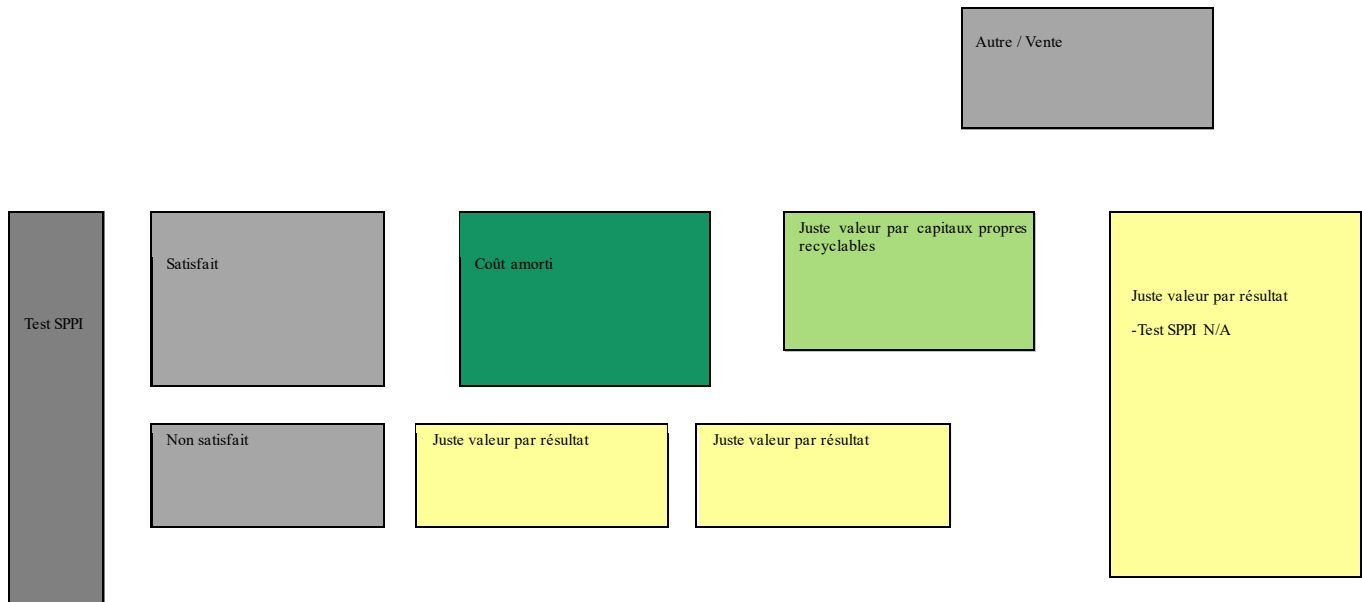 Autre / Vente
Test SPPI
Satisfait
Coût amorti
Juste valeur par capitaux propres
recyclables
Juste valeur par résultat
-Test SPPI N/A
Non satisfait
Juste valeur par résultat
Juste valeur par résultat